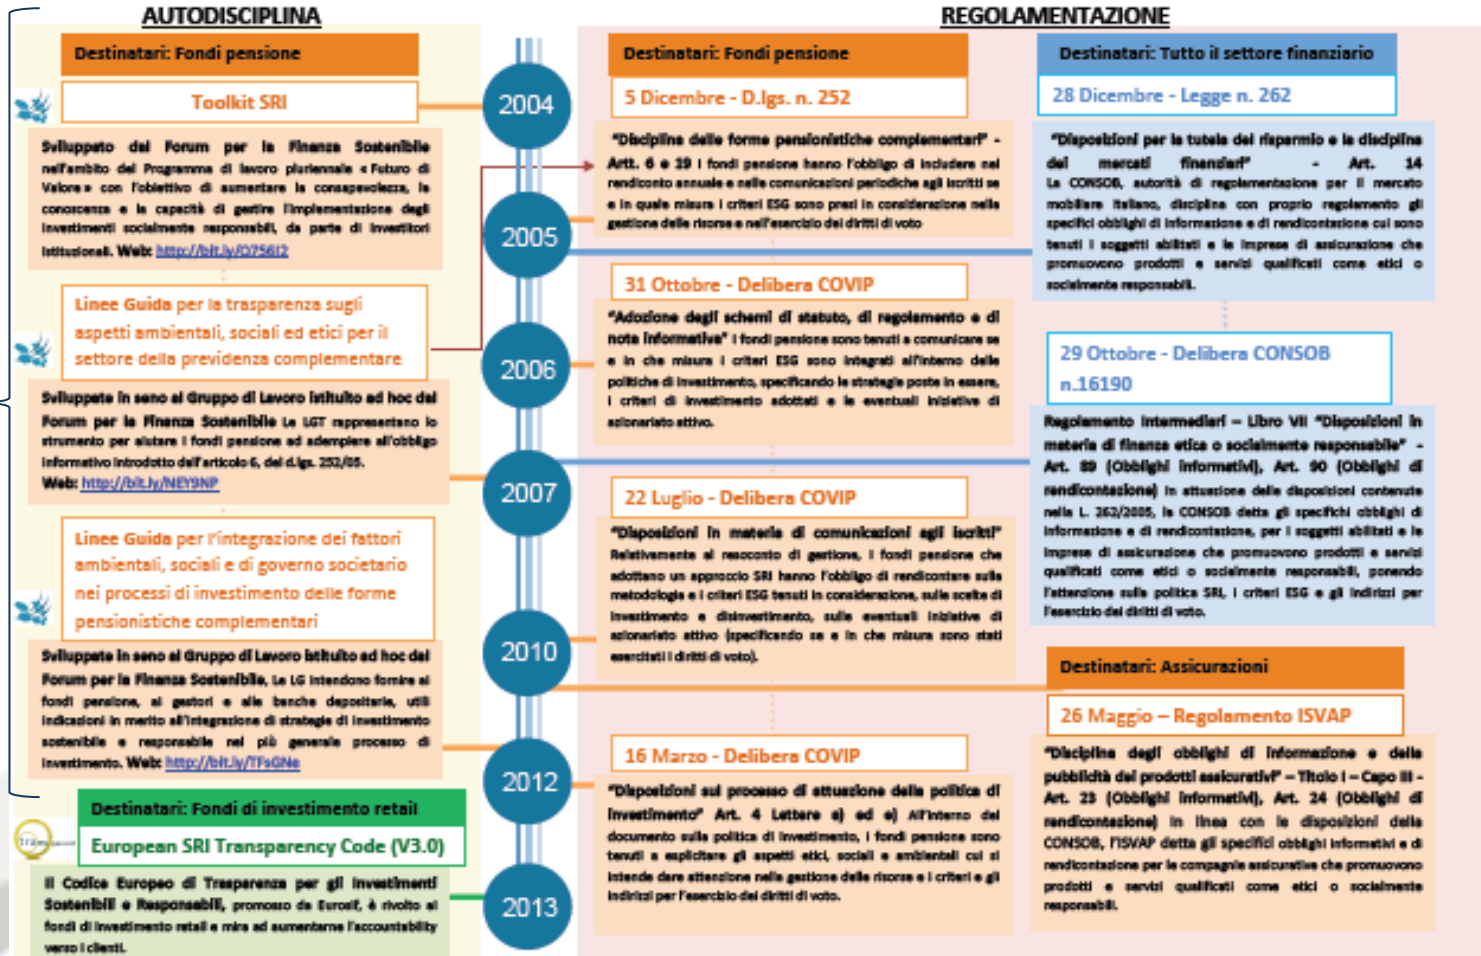 AUTODISCIPLINA
Destinatari: Fondi pensione
Toolkit SRI
Sviluppato dal Forum per la Finanza Sostenibile
nell'ambito del Programma di lavoro pluriennale « Futuro di
Valore » con l'obiettivo di aumentare la consapevolezza, la
conoscenza e la capacità di gestire l'implementazione degli
investimenti socialmente responsabili, da parte di investitori
istituzionali. Web: http://bit.ly/O756I2
Linee Guida per la trasparenza sugli
aspetti ambientali, sociali ed etici per il
settore della previdenza complementare
Sviluppate in seno al Gruppo di Lavoro istituito ad hoc dal
Forum per la Finanza Sostenibile Le LGT rappresentano lo
strumento per aiutare i fondi pensione ad adempiere all'obbligo
informativo introdotto dall'articolo 6, del d.lgs. 252/05.
Web: http://bit.ly/NEY9NP
Linee Guida per l'integrazione dei fattori
ambientali, sociali e di governo societario
nei processi di investimento delle forme
pensionistiche complementari
Sviluppate in seno al Gruppo di Lavoro istituito ad hoc dal
Forum per la Finanza Sostenibile, Le LG intendono fornire ai
fondi pensione, ai gestori e alle banche depositarie, utili
indicazioni in merito all'integrazione di strategie di investimento
sostenibile e responsabile nel più generale processo di
investimento. Web: http://bit.ly/TFsGNe
Destinatari: Fondi di investimento retail
European SRI Transparency Code (V3.0)
Il Codice Europeo di Trasparenza per gli Investimenti
Sostenibili e Responsabili, promosso da Eurosif, è rivolto ai
fondi di investimento retail e mira ad aumentarne l'accountability
verso i clienti.
2004
2005
2006
2007
2010
2012
2013
REGOLAMENTAZIONE
Destinatari: Fondi pensione
5 Dicembre - D.lgs. n. 252
"Disciplina delle forme pensionistiche complementari" -
Artt. 6 e 19 I fondi pensione hanno l'obbligo di includere nel
rendiconto annuale e nelle comunicazioni periodiche agli iscritti se
e in quale misura i criteri ESG sono presi in considerazione nella
gestione delle risorse e nell'esercizio dei diritti di voto
31 Ottobre - Delibera COVIP
"Adozione degli schemi di statuto, di regolamento e di
nota informativa" I fondi pensione sono tenuti a comunicare se
e in che misura i criteri ESG sono integrati all'interno delle
politiche di investimento, specificando le strategie poste in essere,
i criteri di investimento adottati e le eventuali iniziative di
azionariato attivo.
22 Luglio - Delibera COVIP
"Disposizioni in materia di comunicazioni agli iscritti"
Relativamente al resoconto di gestione, i fondi pensione che
adottano un approccio SRI hanno l'obbligo di rendicontare sulla
metodologia e i criteri ESG tenuti in considerazione, sulle scelte di
investimento e disinvestimento, sulle eventuali iniziative di
azionariato attivo (specificando se e in che misura sono stati
esercitati i diritti di voto).
16 Marzo - Delibera COVIP
"Disposizioni sul processo di attuazione della politica di
investimento" Art. 4 Lettere a) ed e) All'interno del
documento sulla politica di investimento, i fondi pensione sono
tenuti a esplicitare gli aspetti etici, sociali e ambientali cui si
intende dare attenzione nella gestione delle risorse e i criteri e gli
indirizzi per l'esercizio dei diritti di voto.
Destinatari: Tutto il settore finanziario
28 Dicembre - Legge n. 262
"Disposizioni per la tutela del risparmio e la disciplina
dei mercati finanziari" - Art. 14
La CONSOB, autorità di regolamentazione per il mercato
mobiliare italiano, disciplina con proprio regolamento gli
specifici obblighi di informazione e di rendicontazione cui sono
tenuti i soggetti abilitati e le imprese di assicurazione che
promuovono prodotti e servizi qualificati come etici o
socialmente responsabili.
29 Ottobre - Delibera CONSOB
n.16190
Regolamento Intermediari – Libro VII "Disposizioni in
materia di finanza etica o socialmente responsabile" -
Art. 89 (Obblighi informativi), Art. 90 (Obblighi di
rendicontazione) In attuazione delle disposizioni contenute
nella L. 262/2005, la CONSOB detta gli specifichi obblighi di
informazione e di rendicontazione, per i soggetti abilitati e le
imprese di assicurazione che promuovono prodotti e servizi
qualificati come etici o socialmente responsabili, ponendo
l'attenzione sulla politica SRI, i criteri ESG e gli indirizzi per
l'esercizio dei diritti di voto.
Destinatari: Assicurazioni
26 Maggio – Regolamento ISVAP
"Disciplina degli obblighi di informazione e della
pubblicità dei prodotti assicurativi" – Titolo I – Capo III -
Art. 23 (Obblighi informativi), Art. 24 (Obblighi di
rendicontazione) In linea con le disposizioni della
CONSOB, l'ISVAP detta gli specifici obblighi informativi e di
rendicontazione per le compagnie assicurative che promuovono
prodotti e servizi qualificati come etici o socialmente
responsabili.